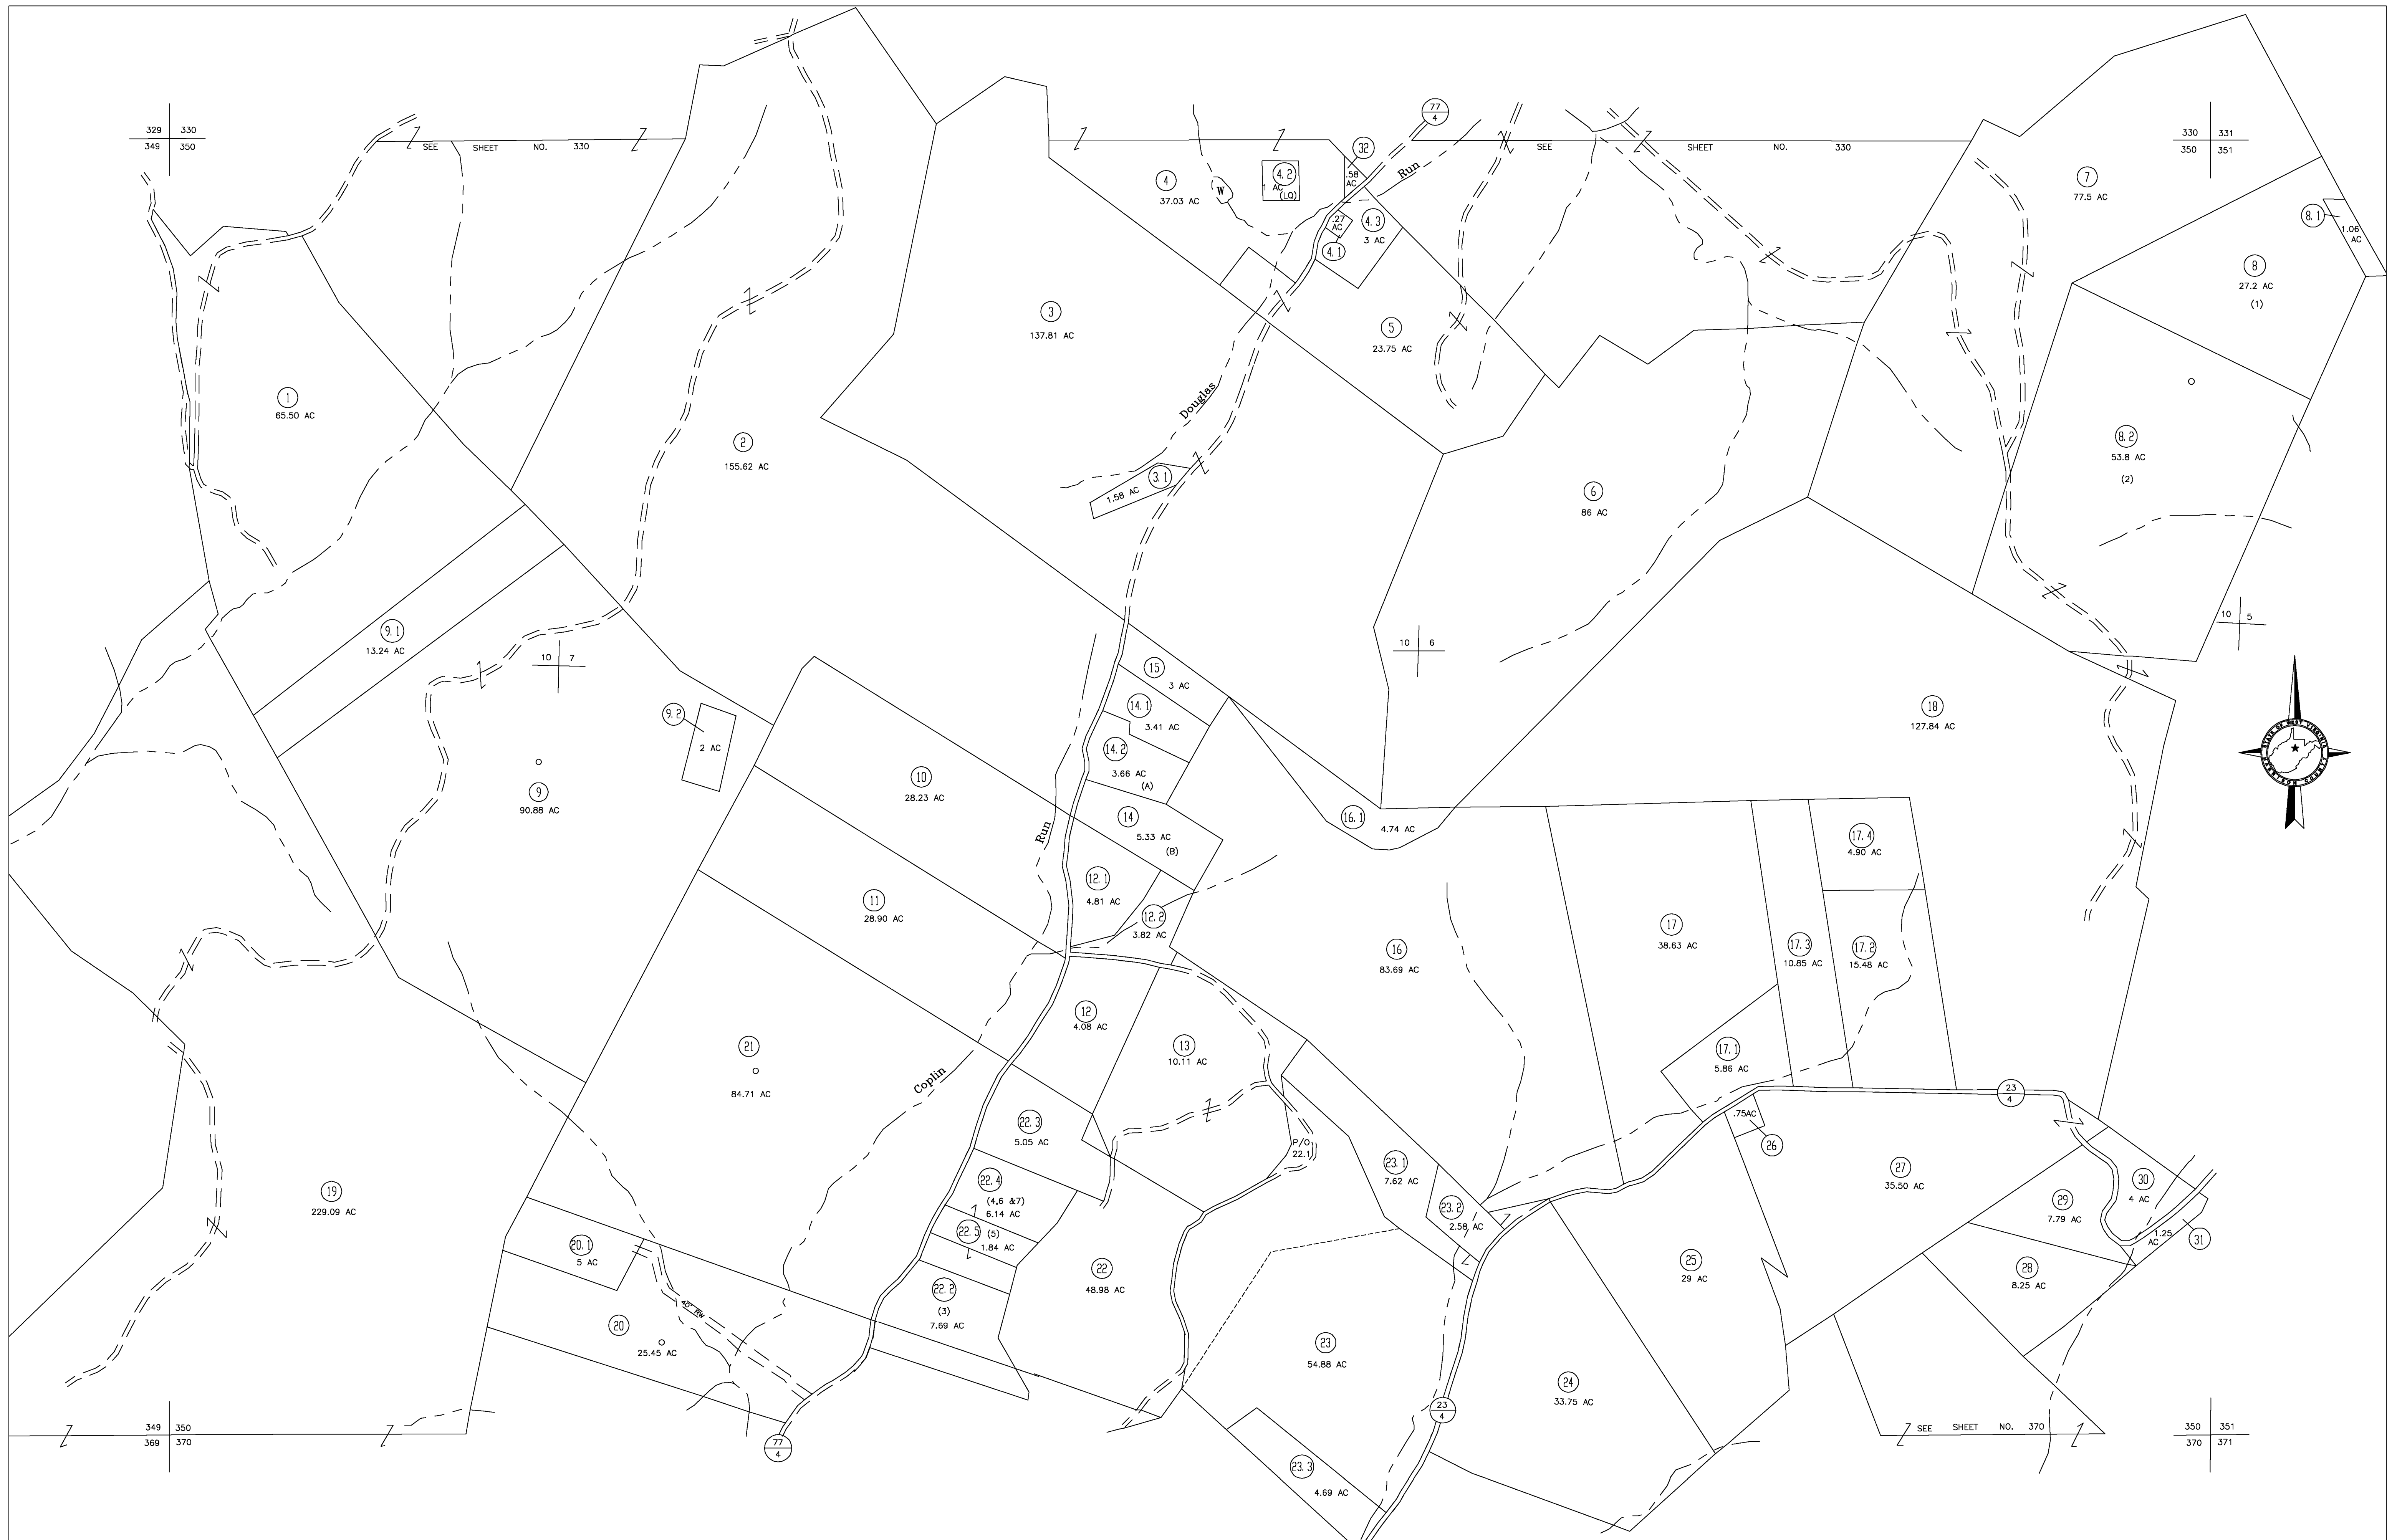 329 330
349 350
SEE SHEET NO. 330
77
4
SEE SHEET NO. 330
330 331
350 351
32
.58
AC
Run
4
37.03 AC
W
4.2
1 AC
(LQ)
.27
AC
4.3
3 AC
4.1
7
77.5 AC
8.1
1.06
AC
8
27.2 AC
(1)
3
137.81 AC
5
23.75 AC
Douglas
1
65.50 AC
2
155.62 AC
8.2
53.8 AC
(2)
3.1
1.58 AC
6
86 AC
10 5
10 6
9.1
13.24 AC
10 7
15
3 AC
9.2
2 AC
14.1
3.41 AC
18
127.84 AC
STATE OF WEST VIRGINIA
HARRISON COUNTY
14.2
3.66 AC
(A)
10
28.23 AC
9
90.88 AC
14
5.33 AC
(B)
16.1
4.74 AC
Run
17.4
4.90 AC
12.1
4.81 AC
11
28.90 AC
12.2
3.82 AC
17
38.63 AC
16
83.69 AC
17.3
10.85 AC
17.2
15.48 AC
12
4.08 AC
13
10.11 AC
21
84.71 AC
17.1
5.86 AC
Coplin
23
4
22.3
5.05 AC
.75AC
26
P/O
22.1
23.1
7.62 AC
27
35.50 AC
22.4
(4,6 &7)
6.14 AC
30
4 AC
19
229.09 AC
29
7.79 AC
23.2
2.58 AC
22.5
(5)
1.84 AC
1.25
AC
31
20.1
5 AC
25
29 AC
22
48.98 AC
28
8.25 AC
22.2
(3)
7.69 AC
40' RW
20
25.45 AC
23
54.88 AC
24
33.75 AC
23
4
349 350
369 370
77
4
SEE SHEET NO. 370
350 351
370 371
23.3
4.69 AC